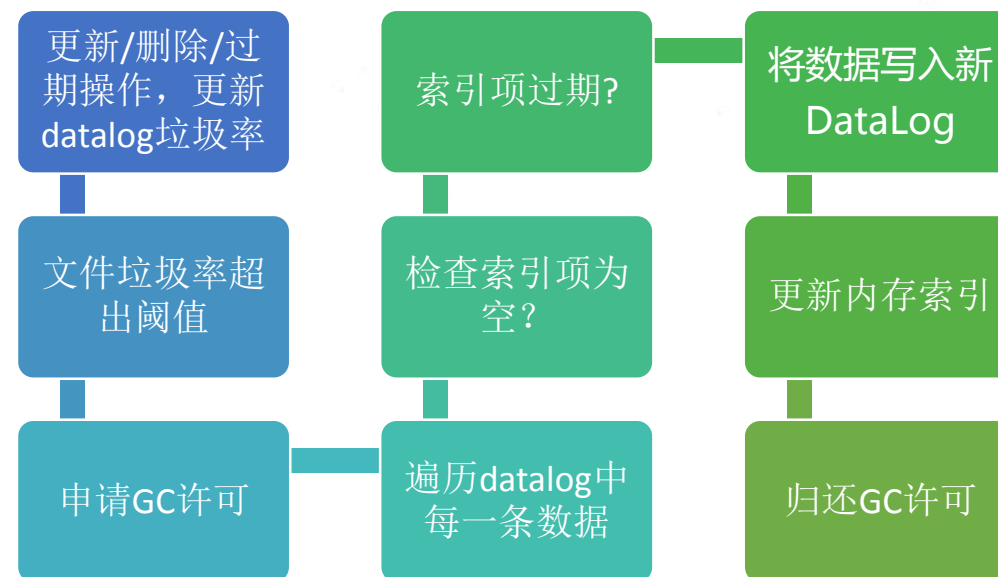 更新/删除/过
期操作，更新
datalog垃圾率
文件垃圾率超
出阈值
申请GC许可
遍历datalog中
每一条数据
检查索引项为
空？
索引项过期?
将数据写入新
DataLog
更新内存索引
归还GC许可